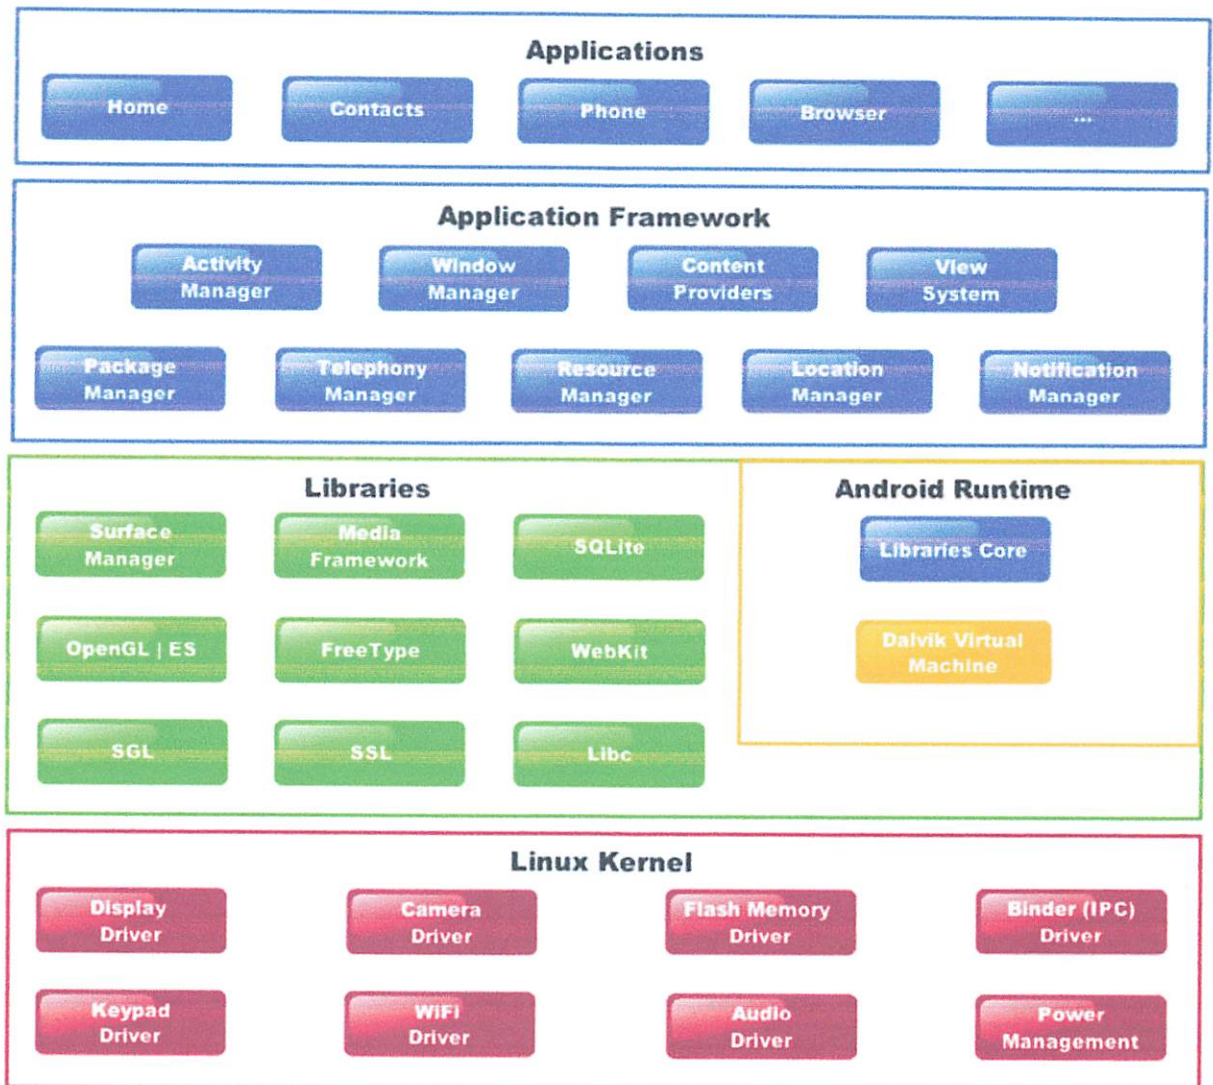 Applications
Home
Contacts
Phone
Browser
...
Application Framework
Activity
Manager
Window
Manager
Content
Providers
View
System
Package
Manager
Telephony
Manager
Resource
Manager
Location
Manager
Notification
Manager
Libraries
Surface
Manager
Media
Framework
SQLite
OpenGL | ES
FreeType
WebKit
SGL
SSL
Libc
Android Runtime
Libraries Core
Dalvik Virtual
Machine
Linux Kernel
Display
Driver
Camera
Driver
Flash Memory
Driver
Binder (IPC)
Driver
Keypad
Driver
WiFi
Driver
Audio
Driver
Power
Management